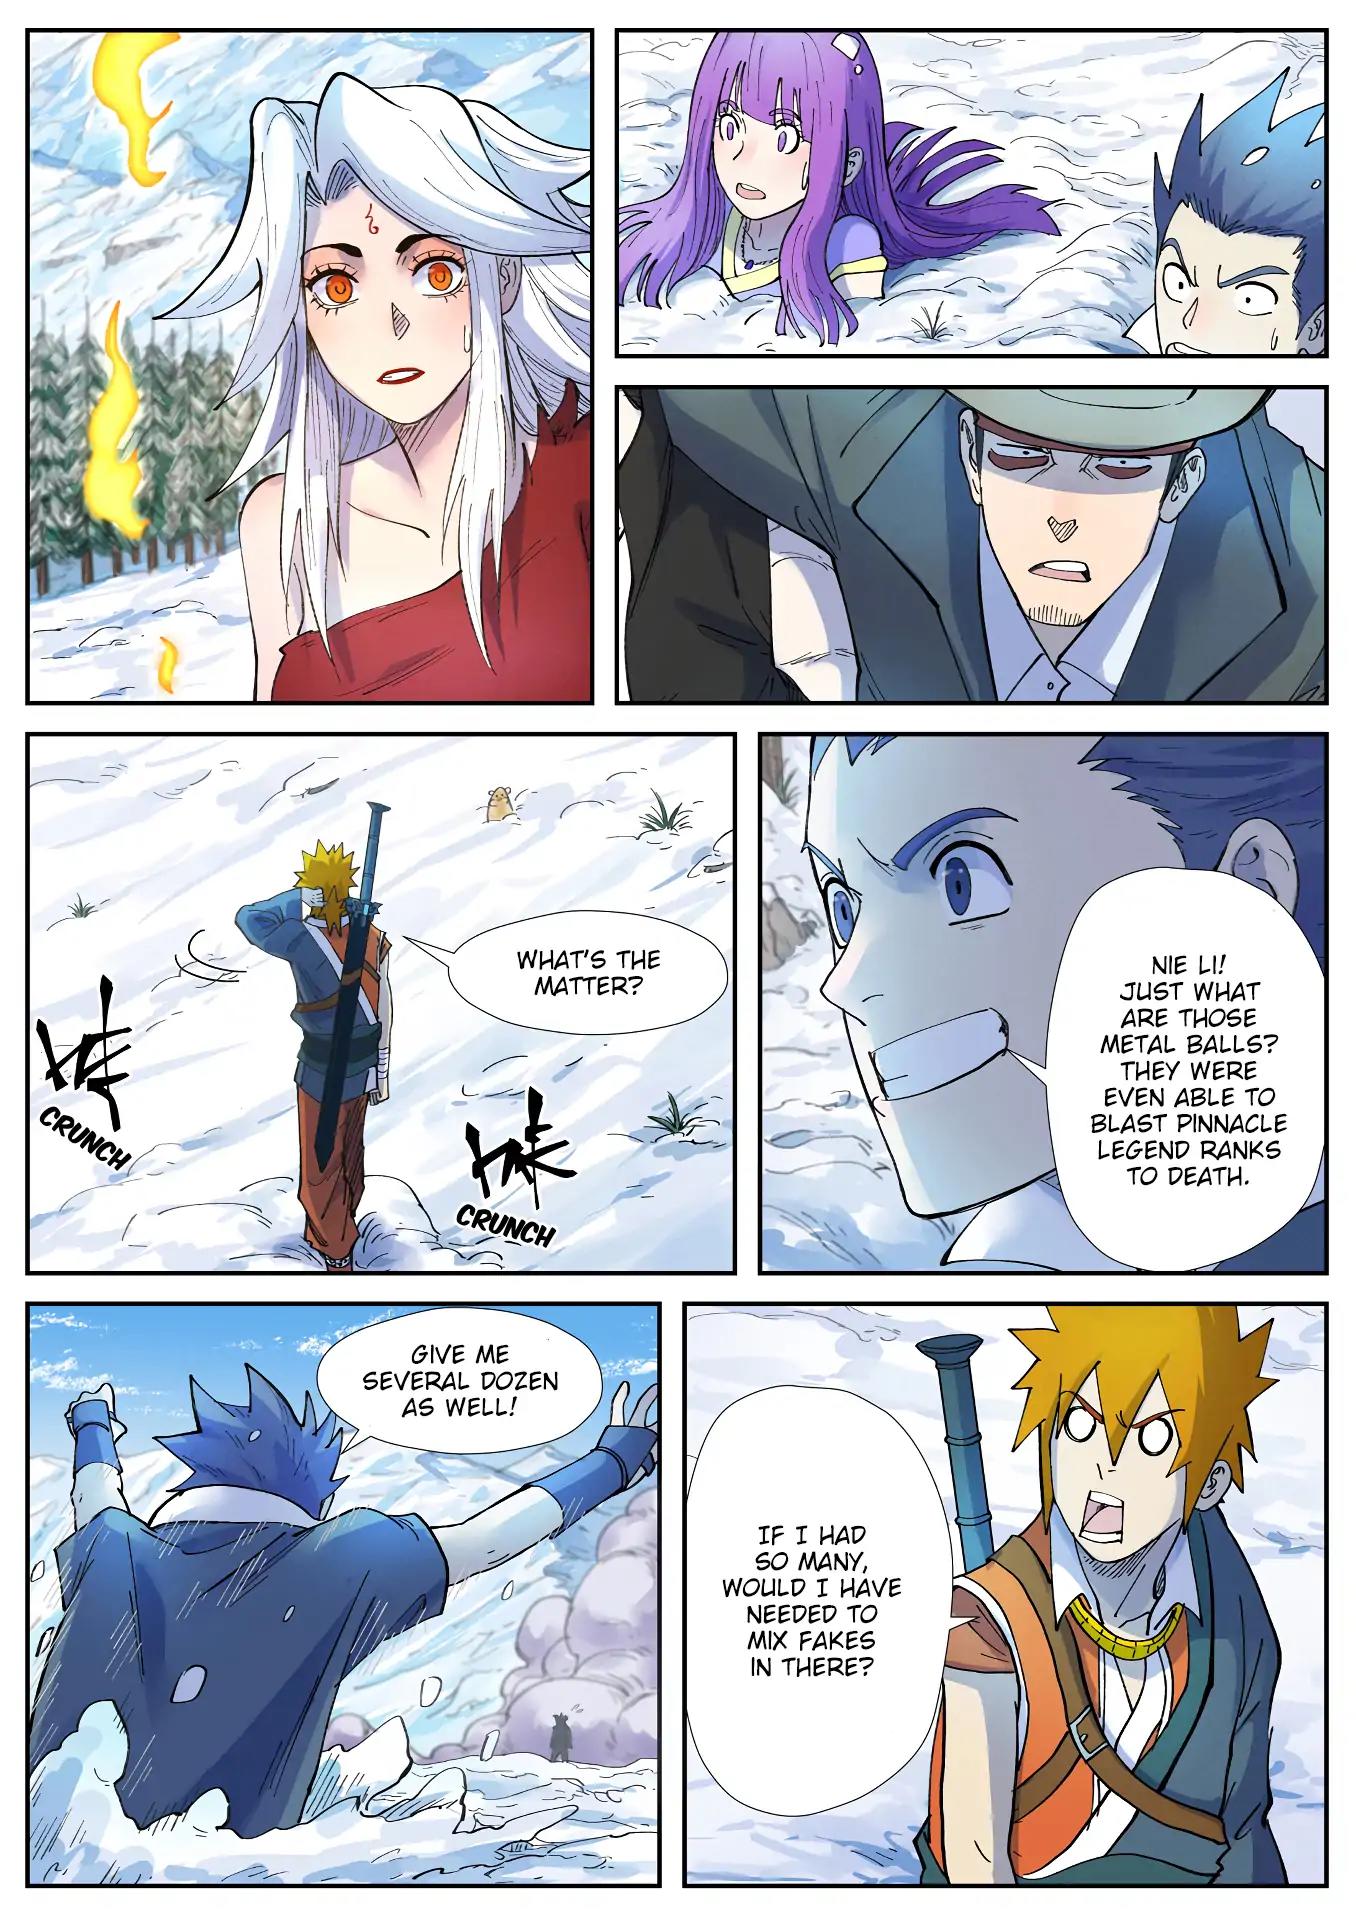 WHAT'S THE
MATTER?
CRUNCH
CRUNCH
NIE LI!
JUST WHAT
ARE THOSE
METAL BALLS?
THEY WERE
EVEN ABLE TO
BLAST PINNACLE
LEGEND RANKS
TO DEATH.
GIVE ME
SEVERAL DOZEN
AS WELL!
IF I HAD
SO MANY,
WOULD I HAVE
NEEDED TO
MIX FAKES
IN THERE?